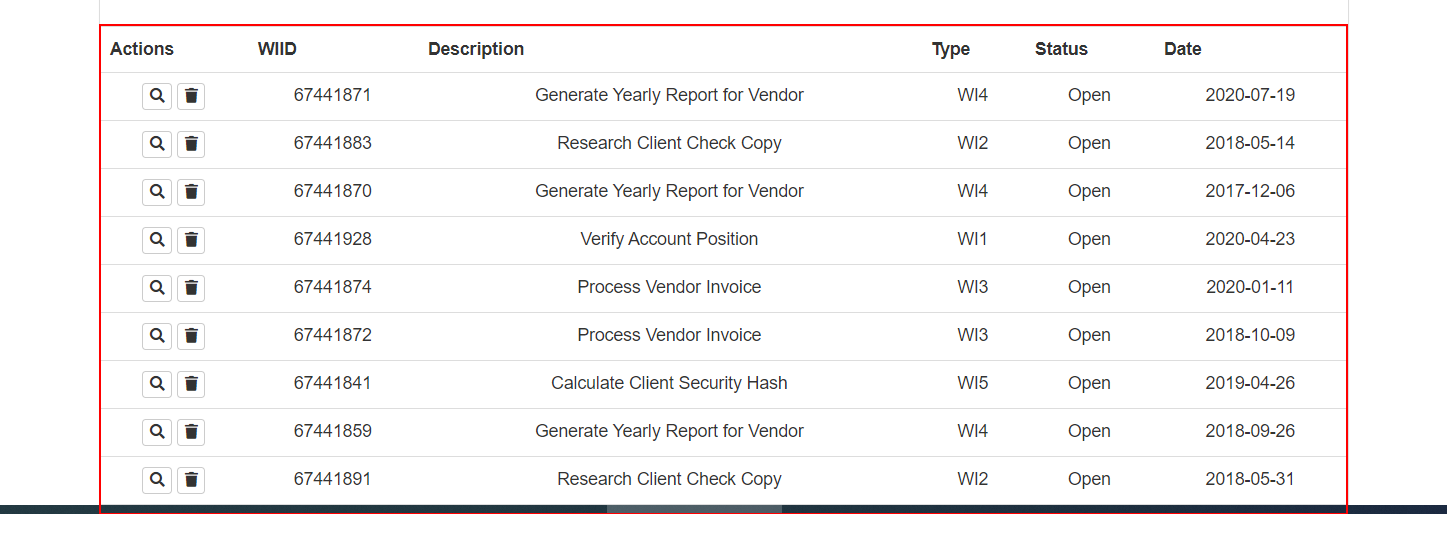 Actions WIID Description Type Status Date
67441871 Generate Yearly Report for Vendor WI4 Open 2020-07-19
67441883 Research Client Check Copy WI2 Open 2018-05-14
67441870 Generate Yearly Report for Vendor WI4 Open 2017-12-06
67441928 Verify Account Position WI1 Open 2020-04-23
67441874 Process Vendor Invoice WI3 Open 2020-01-11
67441872 Process Vendor Invoice WI3 Open 2018-10-09
67441841 Calculate Client Security Hash WI5 Open 2019-04-26
67441859 Generate Yearly Report for Vendor WI4 Open 2018-09-26
67441891 Research Client Check Copy WI2 Open 2018-05-31